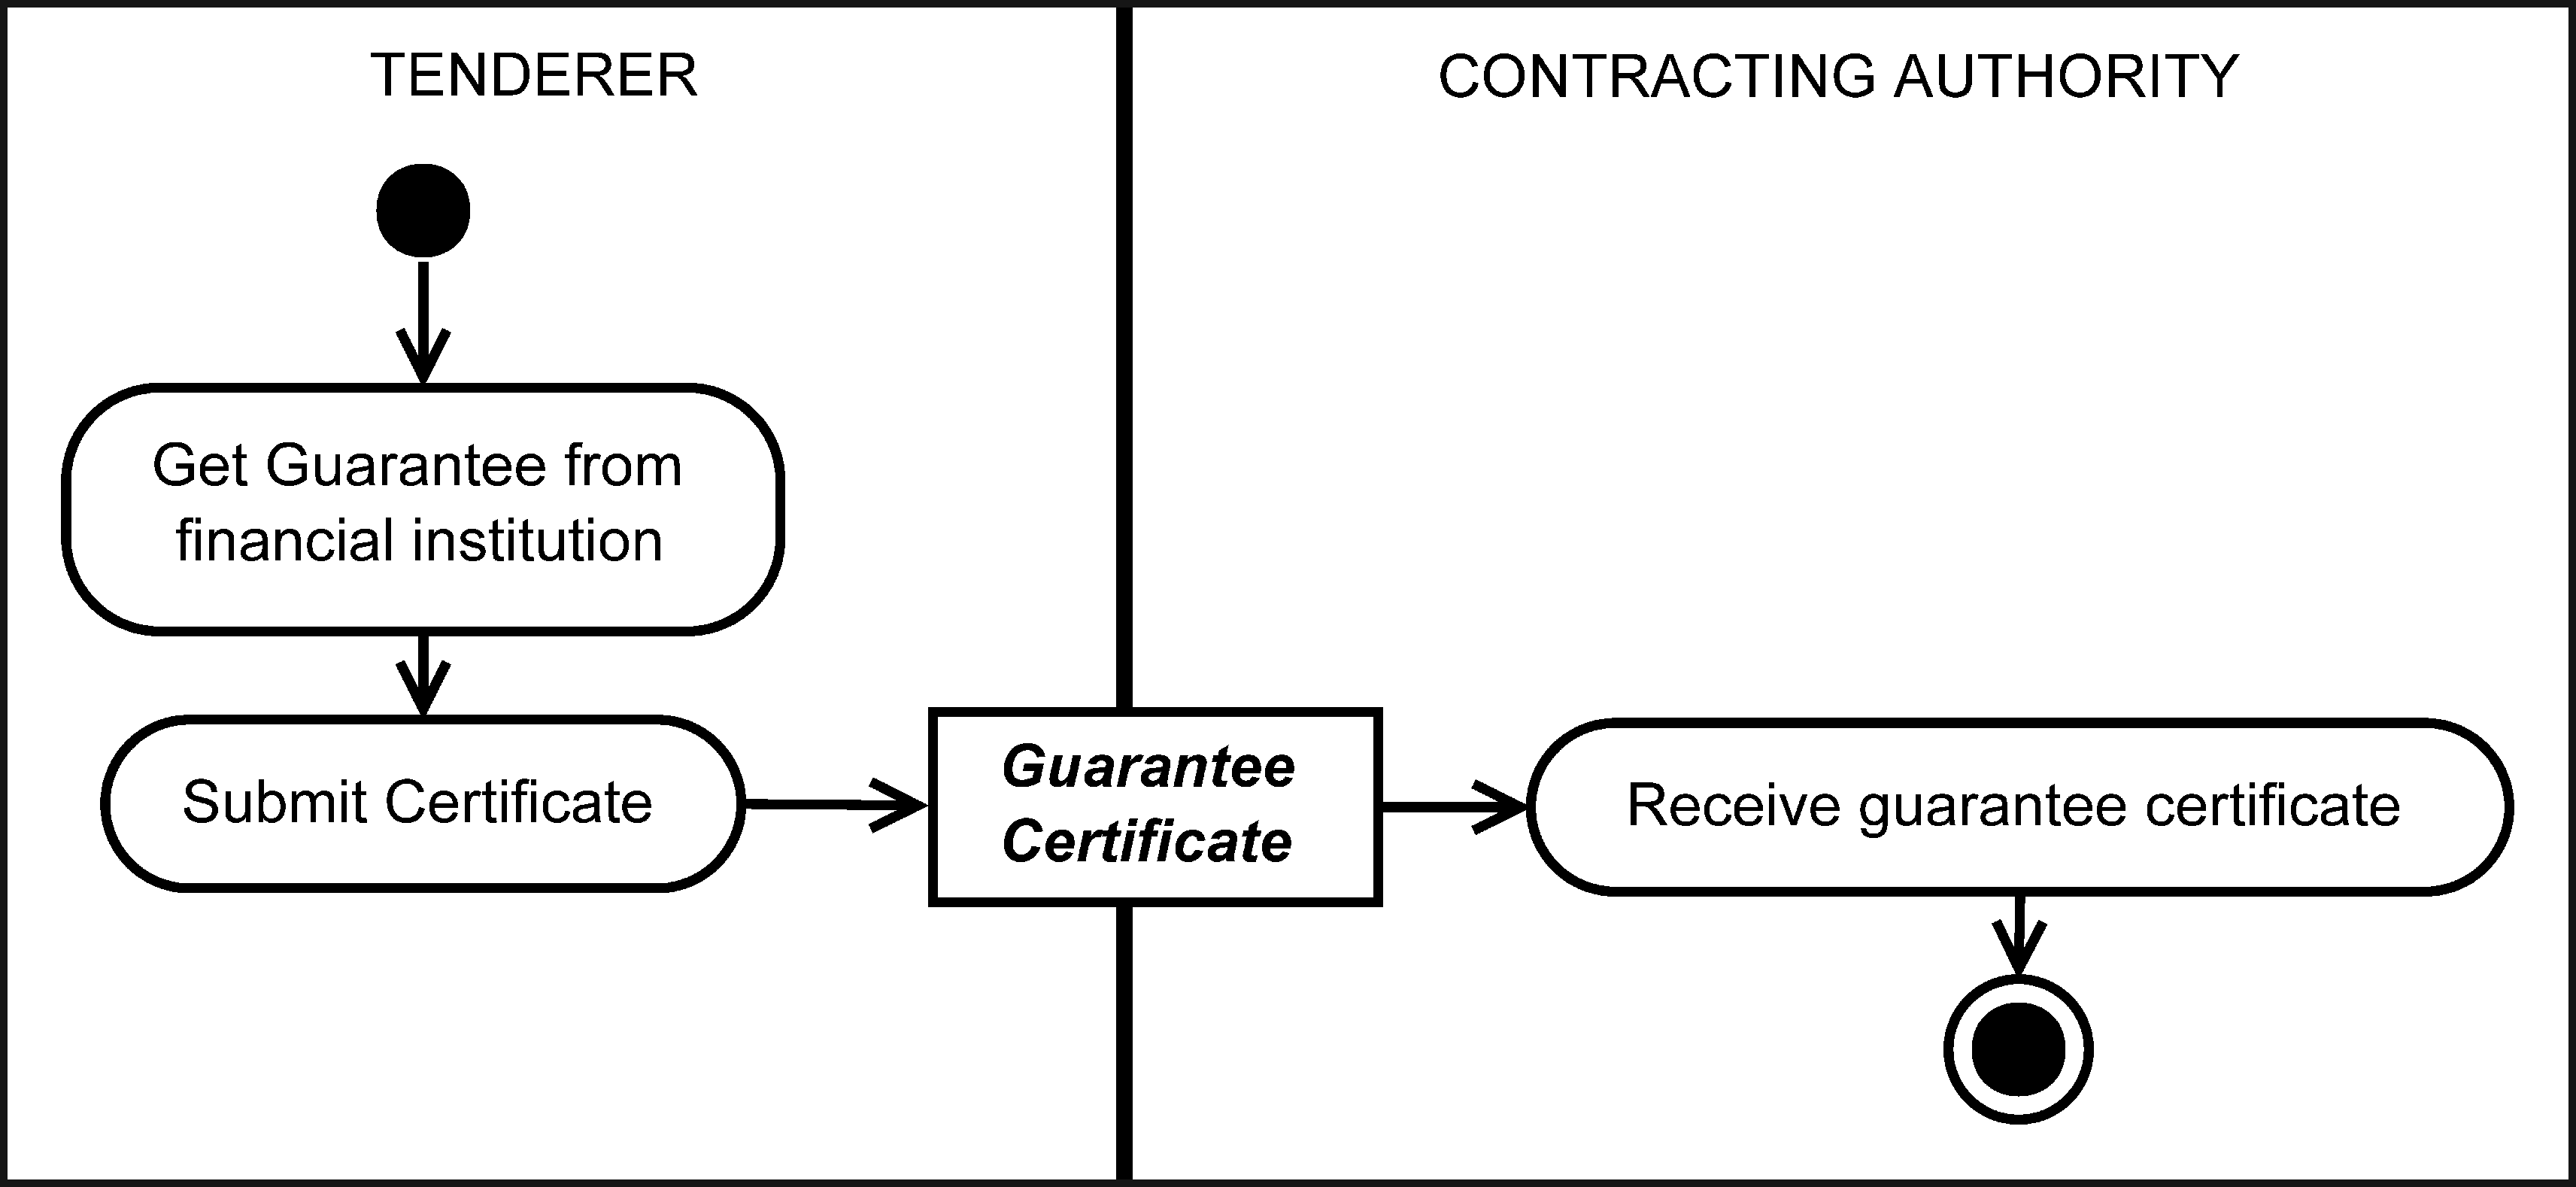 TENDERER
CONTRACTING AUTHORITY
Get Guarantee from
financial institution
Submit Certificate
Guarantee
Certificate
Receive guarantee certificate